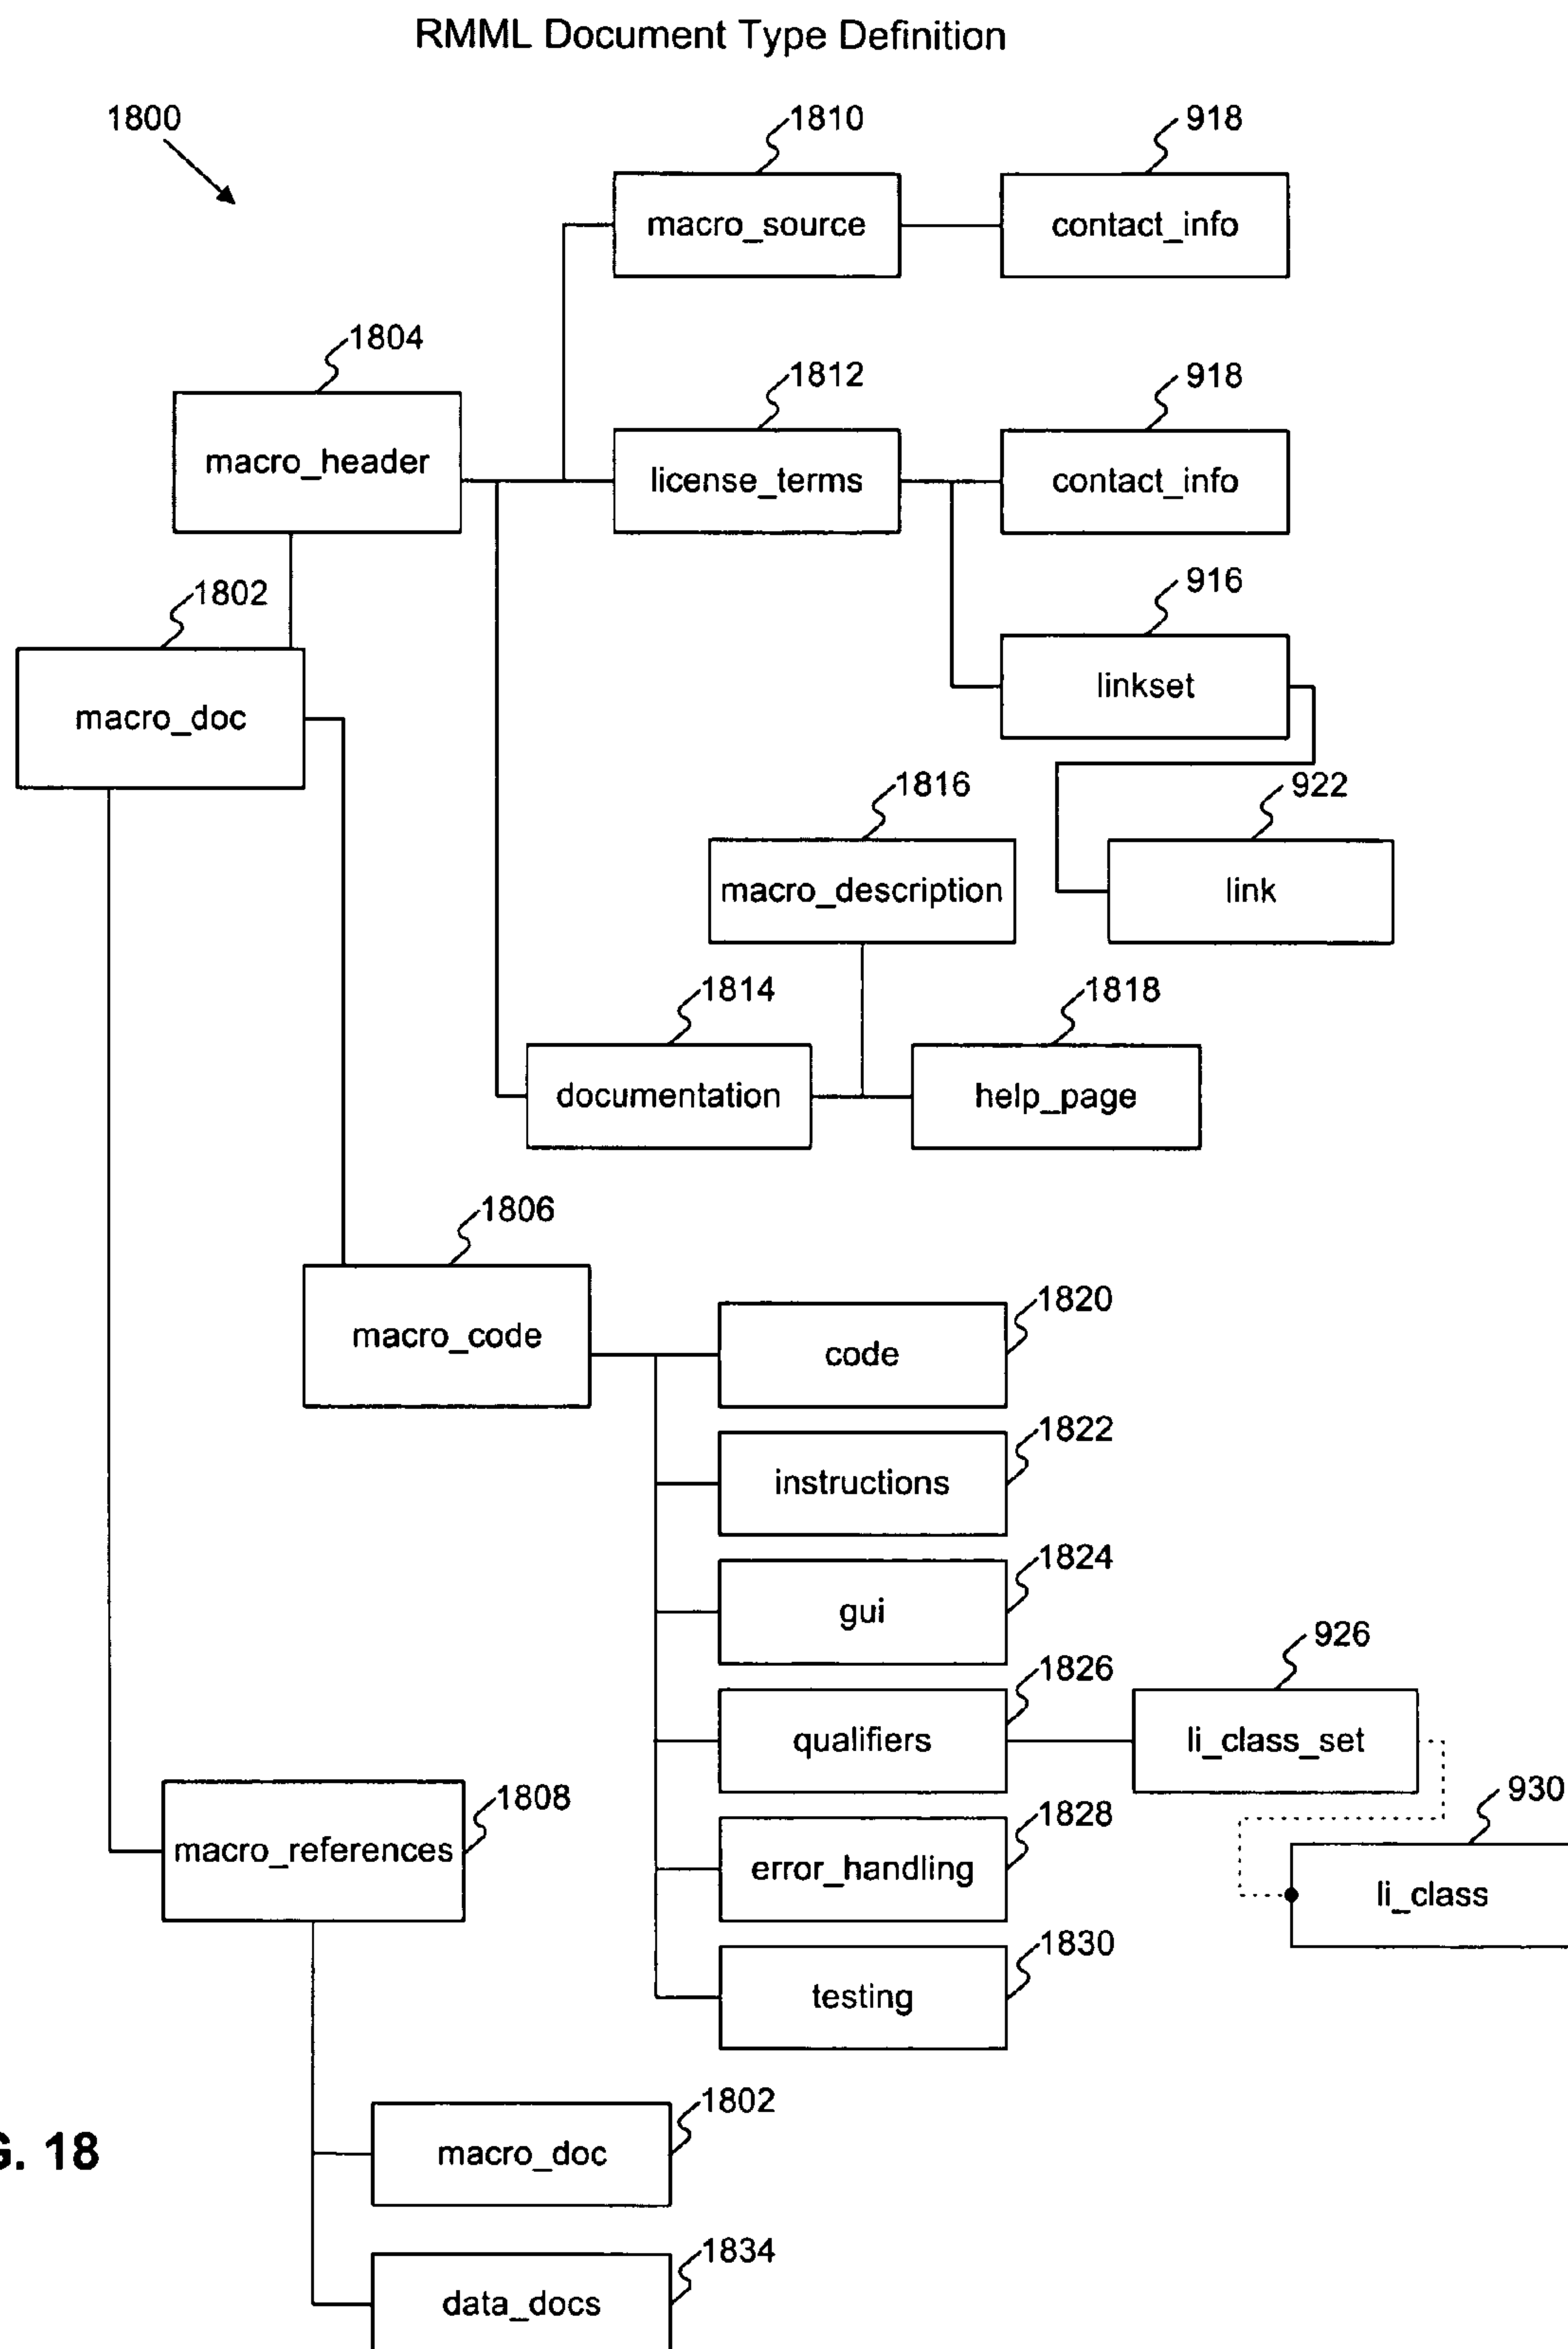 RMML Document Type Definition
1800
1810
918
macro_source
contact_info
1804
1812
918
macro_header
license_terms
contact_info
1802
916
macro_doc
linkset
1816
922
macro_description
link
1814
1818
documentation
help_page
1806
1820
macro_code
code
1822
instructions
1824
gui
926
1826
qualifiers
li_class_set
1808
1828
930
macro_references
error_handling
li_class
1830
testing
1802
macro_doc
G. 18
1834
data_docs